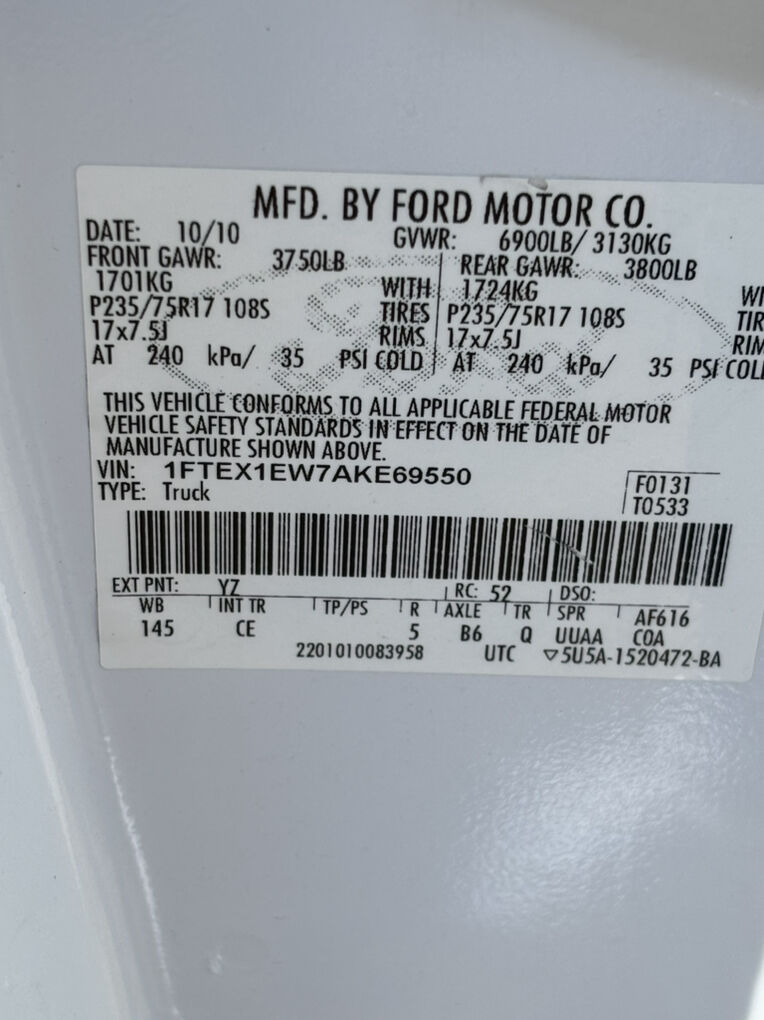 MFD. BY FORD MOTOR CO.
DATE: 10/10 GVWR: 6900LB/ 3130KG
FRONT GAWR: 3750LB REAR GAWR: 3800LB
1701KG WITH 1724KG WI
P235/75R17 108S TIRES P235/75R17 108S TIR
17x7.5J RIMS 17x7.5J RIM
AT 240 kPa/ 35 PSI COLD AT 240 kPa/ 35 PSI COL
THIS VEHICLE CONFORMS TO ALL APPLICABLE FEDERAL MOTOR
VEHICLE SAFETY STANDARDS IN EFFECT ON THE DATE OF
MANUFACTURE SHOWN ABOVE.
VIN: 1FTEX1EW7AKE69550
TYPE: Truck
F0131
T0533
EXT PNT: YZ RC: 52 DSO:
WB INT TR TP/PS R AXLE TR SPR AF616
145 CE 5 B6 Q UUAA COA
2201010083958 UTC ▽5U5A-1520472-BA